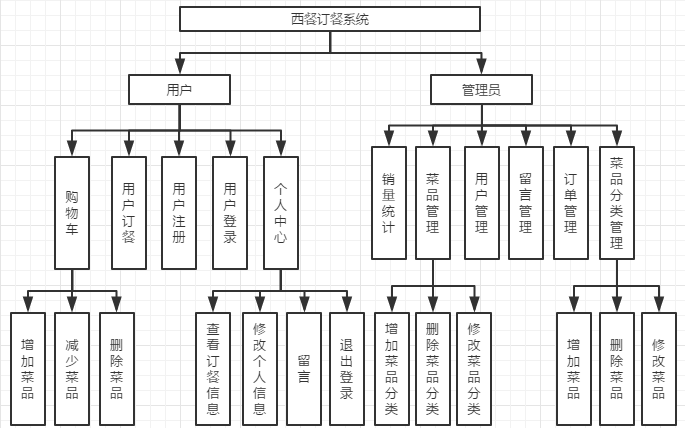 西餐订餐系统
用户
管理员
购物车
用户订餐
用户注册
用户登录
个人中心
销量统计
菜品管理
用户管理
留言管理
订单管理
菜品分类管理
增加菜品
减少菜品
删除菜品
查看订餐信息
修改个人信息
留言
退出登录
增加菜品分类
删除菜品分类
修改菜品分类
增加菜品
删除菜品
修改菜品